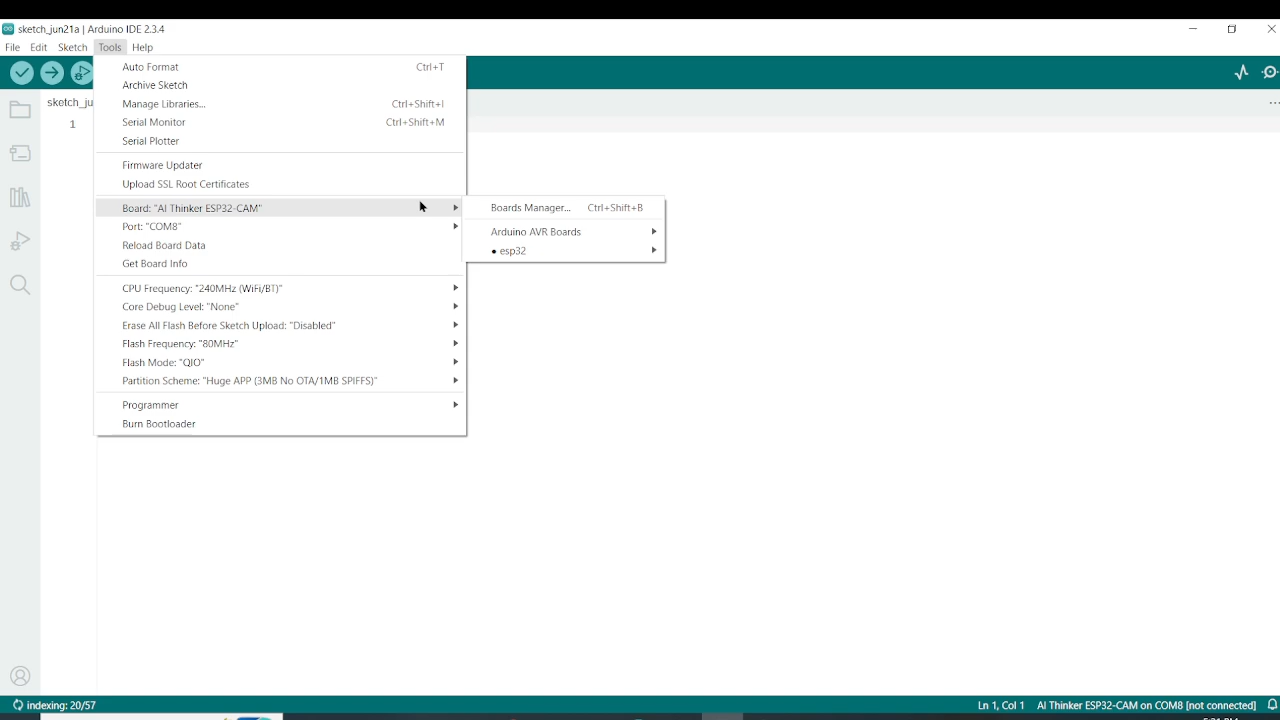 sketch_jun21a | Arduino IDE 2.3.4
File Edit Sketch Tools Help
Auto Format Ctrl+T
Archive Sketch
sketch_ju
Manage Libraries... Ctrl+Shift+I
1
Serial Monitor Ctrl+Shift+M
Serial Plotter
Firmware Updater
Upload SSL Root Certificates
Board: "AI Thinker ESP32-CAM"
Port: "COM8"
Reload Board Data
Get Board Info
Boards Manager... Ctrl+Shift+B
Arduino AVR Boards
esp32
CPU Frequency: "240MHz (WiFi/BT)"
Core Debug Level: "None"
Erase All Flash Before Sketch Upload: "Disabled"
Flash Frequency: "80MHz"
Flash Mode: "QIO"
Partition Scheme: "Huge APP (3MB No OTA/1MB SPIFFS)"
Programmer
Burn Bootloader
indexing: 20/57 Ln 1, Col 1 AI Thinker ESP32-CAM on COM8 [not connected]